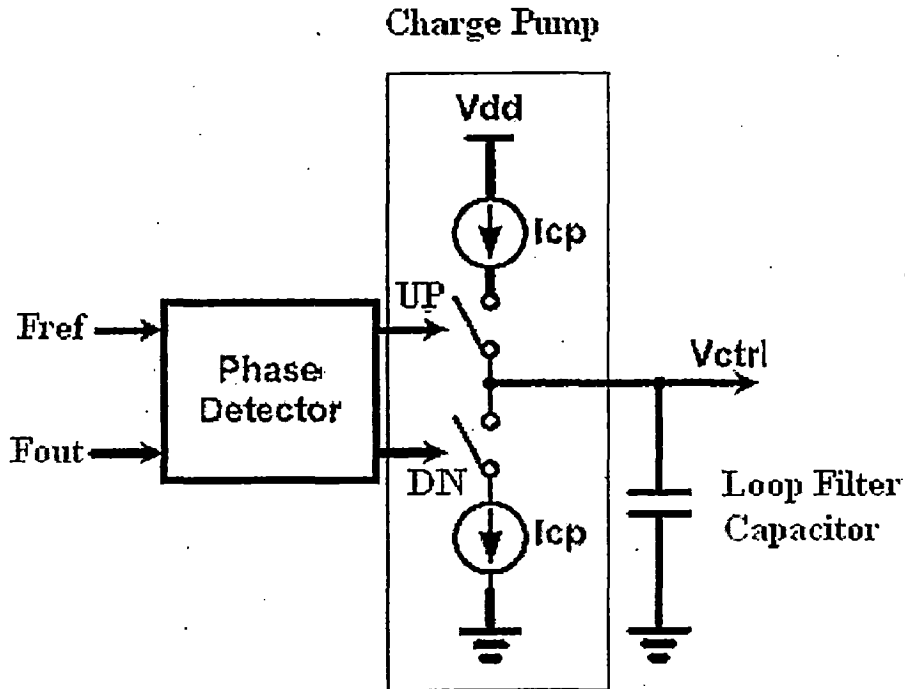 Charge Pump
Vdd
Icp
UP
Fref
Phase
Detector
Vctrl
Fout
DN
Icp
Loop Filter
Capacitor